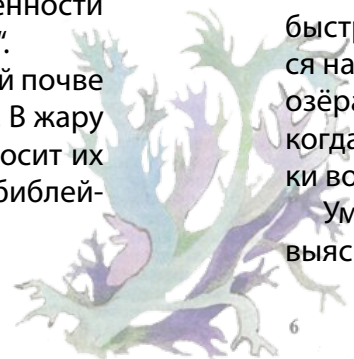 енности
“.
й почве
В жару
осит их
библей-
быстр
ся на
озёра
когда
ки во
Ум
выяс
6